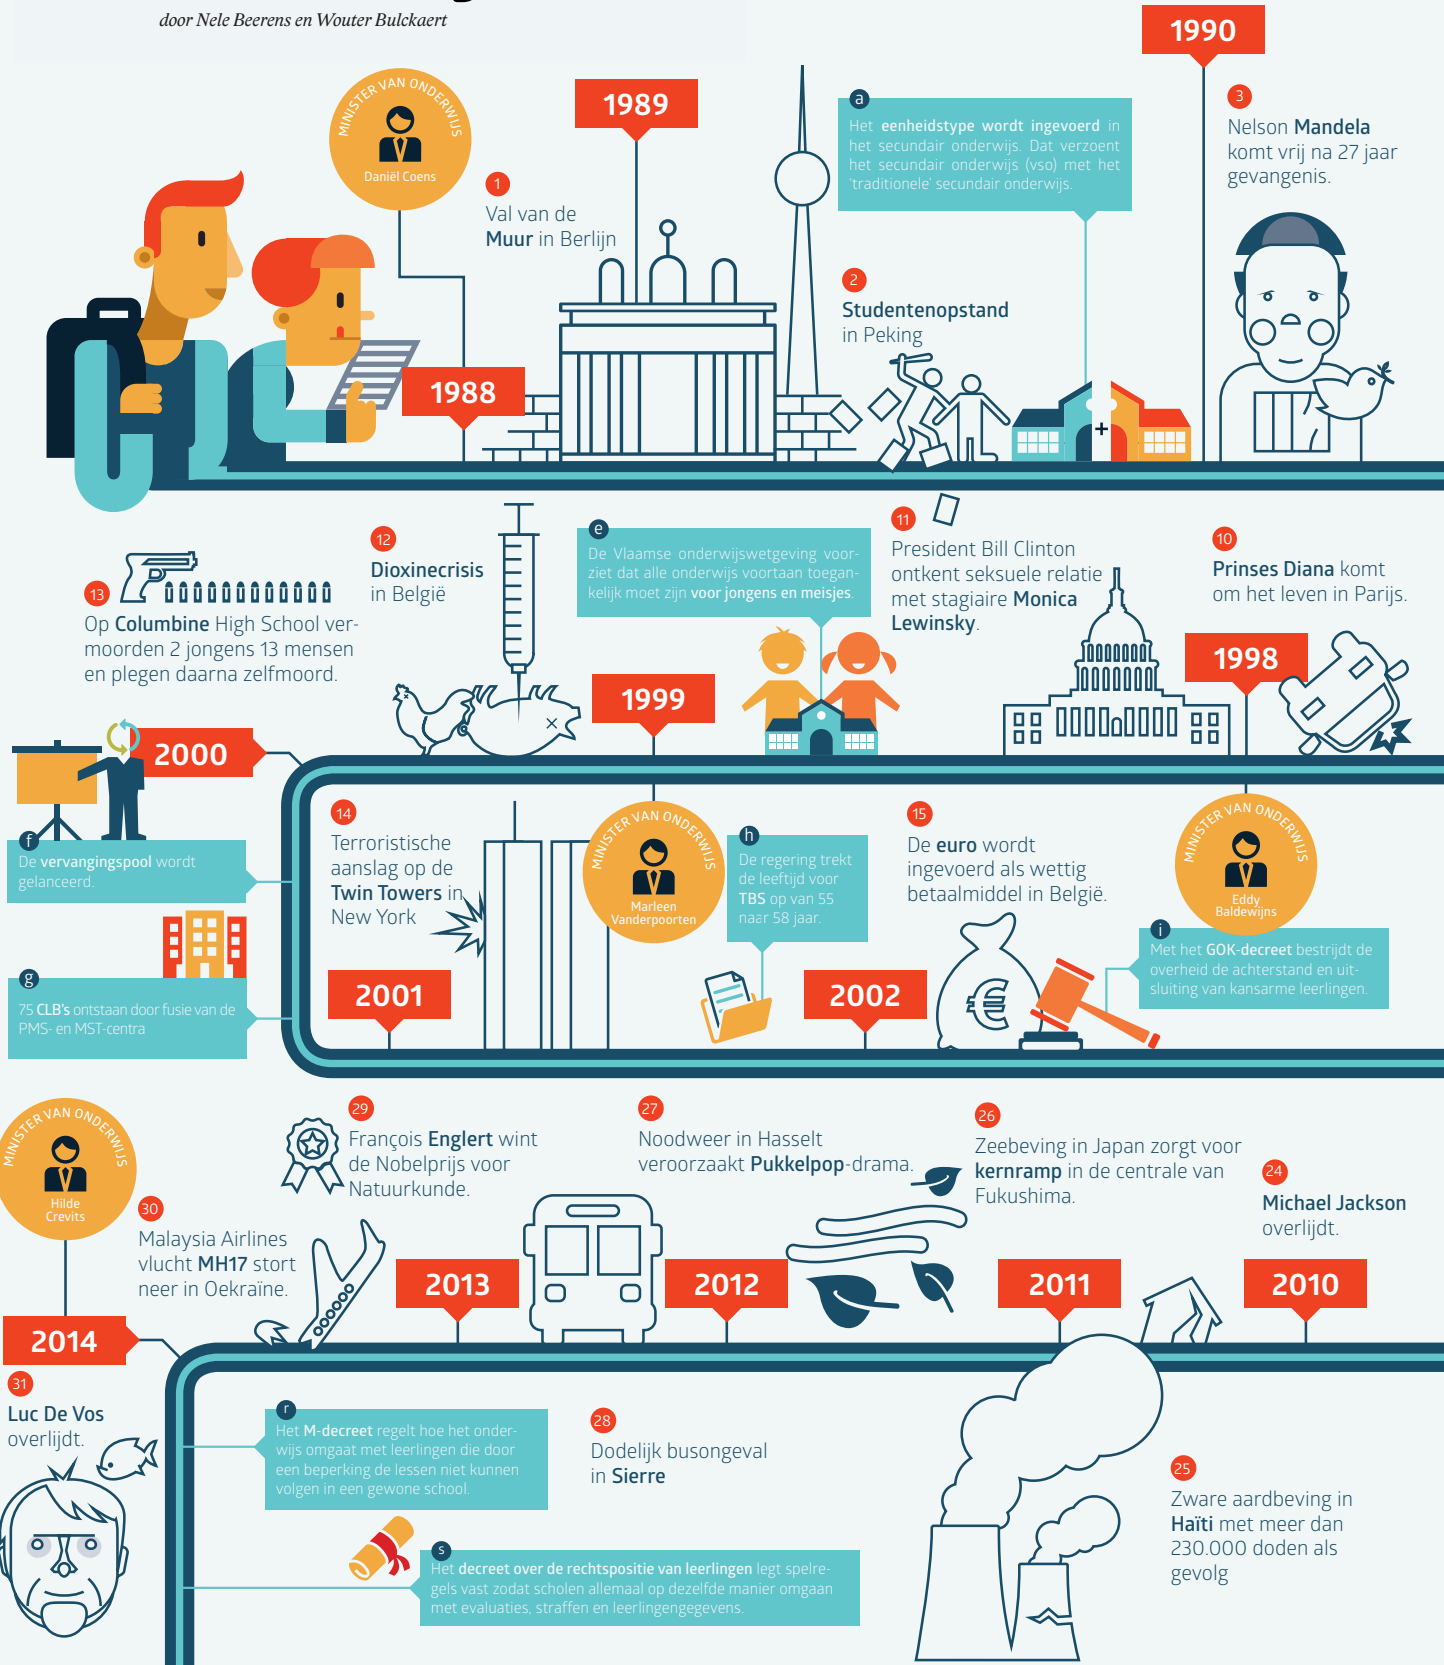 door Nele Beerens en Wouter Bulckaert
1990
MINISTER VAN ONDERWIJS
Daniël Coens
1989
1
Val van de
Muur in Berlijn
a
Het eenheidstype wordt ingevoerd in
het secundair onderwijs. Dat verzoent
het secundair onderwijs (vso) met het
'traditionele' secundair onderwijs.
3
Nelson Mandela
komt vrij na 27 jaar
gevangenis.
2
Studentenopstand
in Peking
1988
+
13
Op Columbine High School ver-
moorden 2 jongens 13 mensen
en plegen daarna zelfmoord.
12
Dioxinecrisis
in België
e
De Vlaamse onderwijswetgeving voor-
ziet dat alle onderwijs voortaan toegan-
kelijk moet zijn voor jongens en meisjes.
11
President Bill Clinton
ontkent seksuele relatie
met stagiaire Monica
Lewinsky.
10
Prinses Diana komt
om het leven in Parijs.
1998
1999
2000
f
De vervangingspool wordt
gelanceerd.
g
75 CLB's ontstaan door fusie van de
PMS- en MST-centra
14
Terroristische
aanslag op de
Twin Towers in
New York
2001
MINISTER VAN ONDERWIJS
Marleen
Vanderpoorten
h
De regering trekt
de leeftijd voor
TBS op van 55
naar 58 jaar.
2002
15
De euro wordt
ingevoerd als wettig
betaalmiddel in België.
€
MINISTER VAN ONDERWIJS
Eddy
Baldewijns
i
Met het GOK-decreet bestrijdt de
overheid de achterstand en uit-
sluiting van kansarme leerlingen.
MINISTER VAN ONDERWIJS
Hilde
Crevits
30
Malaysia Airlines
vlucht MH17 stort
neer in Oekraïne.
29
François Englert wint
de Nobelprijs voor
Natuurkunde.
27
Noodweer in Hasselt
veroorzaakt Pukkelpop-drama.
26
Zeebeving in Japan zorgt voor
kernramp in de centrale van
Fukushima.
24
Michael Jackson
overlijdt.
2013
2012
2011
2010
2014
31
Luc De Vos
overlijdt.
r
Het M-decreet regelt hoe het onder-
wijs omgaat met leerlingen die door
een beperking de lessen niet kunnen
volgen in een gewone school.
28
Dodelijk busongeval
in Sierre
25
Zware aardbeving in
Haïti met meer dan
230.000 doden als
gevolg
s
Het decreet over de rechtspositie van leerlingen legt spelre-
gels vast zodat scholen allemaal op dezelfde manier omgaan
met evaluaties, straffen en leerlingengegevens.